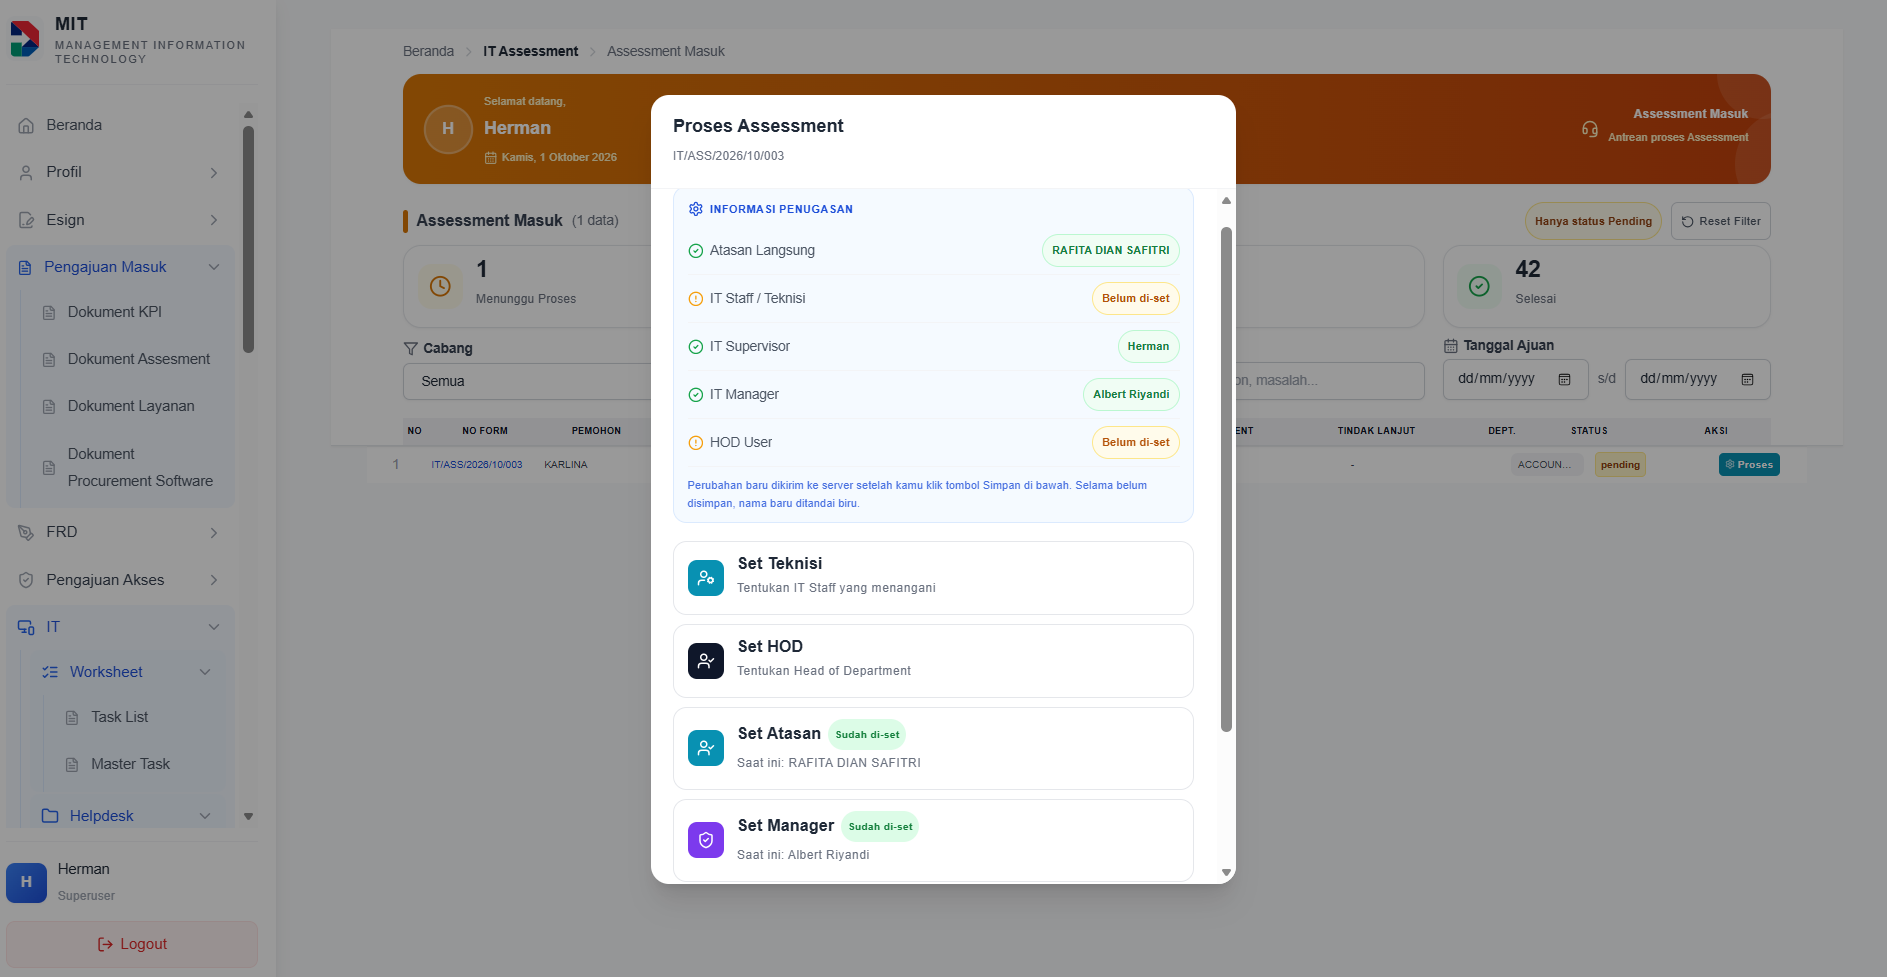 MIT
MANAGEMENT INFORMATION
TECHNOLOGY
Beranda
Profil
Esign
Pengajuan Masuk
Dokument KPI
Dokument Assesment
Dokument Layanan
Dokument
Procurement Software
FRD
Pengajuan Akses
IT
Worksheet
Task List
Master Task
Helpdesk
H
Herman
Superuser
Logout
Beranda > IT Assessment > Assessment Masuk
H
Selamat datang,
Herman
Kamis, 1 Oktober 2026
Assessment Masuk
Antrean proses Assessment
Assessment Masuk (1 data)
Hanya status Pending
Reset Filter
1
Menunggu Proses
42
Selesai
Cabang
Semua
masalah...
Tanggal Ajuan
dd/mm/yyyy s/d dd/mm/yyyy
NO NO FORM PEMOHON TINDAK LANJUT DEPT. STATUS AKSI
1 IT/ASS/2026/10/003 KARLINA - ACCOUN... pending Proses
Proses Assessment
IT/ASS/2026/10/003
INFORMASI PENUGASAN
Atasan Langsung RAFITA DIAN SAFITRI
IT Staff / Teknisi Belum di-set
IT Supervisor Herman
IT Manager Albert Riyandi
HOD User Belum di-set
Perubahan baru dikirim ke server setelah kamu klik tombol Simpan di bawah. Selama belum
disimpan, nama baru ditandai biru.
Set Teknisi
Tentukan IT Staff yang menangani
Set HOD
Tentukan Head of Department
Set Atasan Sudah di-set
Saat ini: RAFITA DIAN SAFITRI
Set Manager Sudah di-set
Saat ini: Albert Riyandi